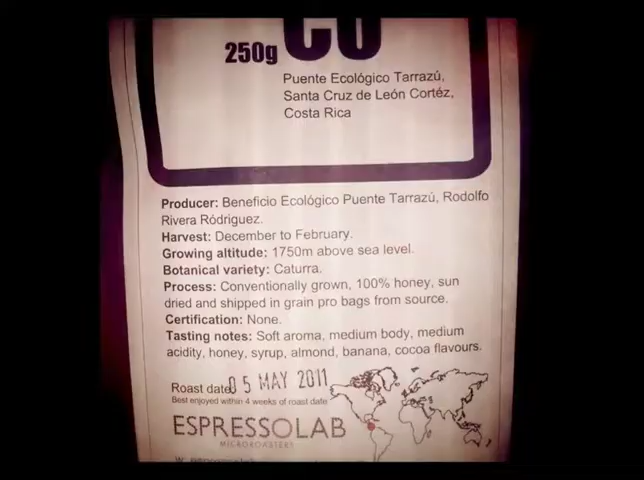 250g
Puente Ecológico Tarrazú,
Santa Cruz de León Cortéz,
Costa Rica
Producer: Beneficio Ecológico Puente Tarrazú, Rodolfo
Rivera Ródriguez.
Harvest: December to February.
Growing altitude: 1750m above sea level.
Botanical variety: Caturra.
Process: Conventionally grown, 100% honey, sun
dried and shipped in grain pro bags from source.
Certification: None.
Tasting notes: Soft aroma, medium body, medium
acidity, honey, syrup, almond, banana, cocoa flavours.
Roast date 05 MAY 2011
Best enjoyed within 4 weeks of roast date
ESPRESSOLAB
MICROROASTERY